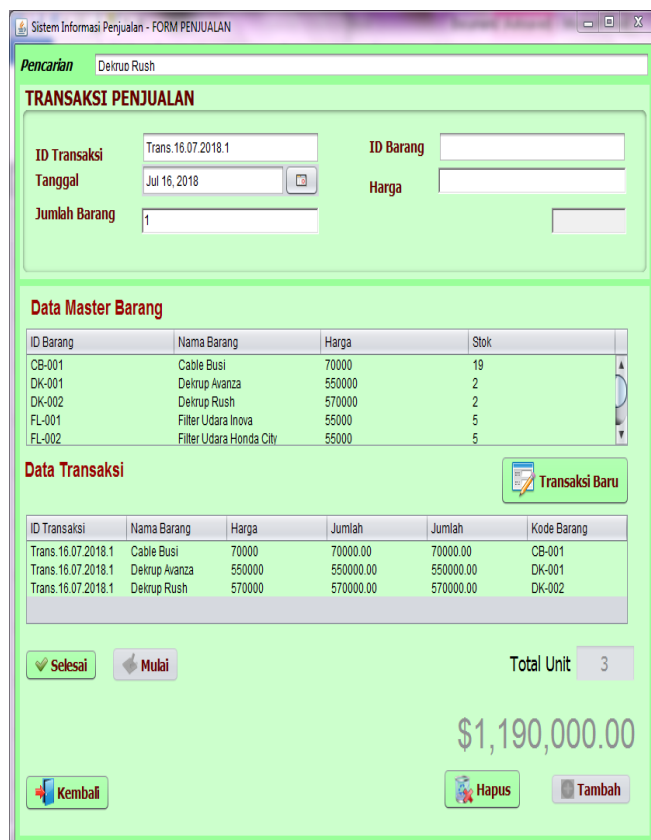 Sistem Informasi Penjualan - FORM PENJUALAN
Pencarian Dekrup Rush
TRANSAKSI PENJUALAN
ID Transaksi Trans.16.07.2018.1 ID Barang
Tanggal Jul 16, 2018 Harga
Jumlah Barang 1
Data Master Barang
ID Barang Nama Barang Harga Stok
CB-001 Cable Busi 70000 19
DK-001 Dekrup Avanza 550000 2
DK-002 Dekrup Rush 570000 2
FL-001 Filter Udara Inova 55000 5
FL-002 Filter Udara Honda City 55000 5
Data Transaksi Transaksi Baru
ID Transaksi Nama Barang Harga Jumlah Jumlah Kode Barang
Trans.16.07.2018.1 Cable Busi 70000 70000.00 70000.00 CB-001
Trans.16.07.2018.1 Dekrup Avanza 550000 550000.00 550000.00 DK-001
Trans.16.07.2018.1 Dekrup Rush 570000 570000.00 570000.00 DK-002
Selesai Mulai Total Unit 3
$1,190,000.00
Kembali Hapus Tambah